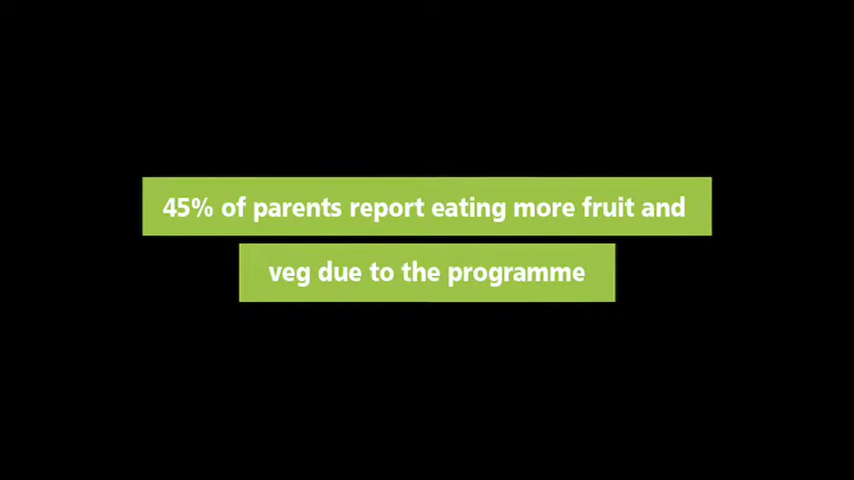 45% of parents report eating more fruit and
veg due to the programme